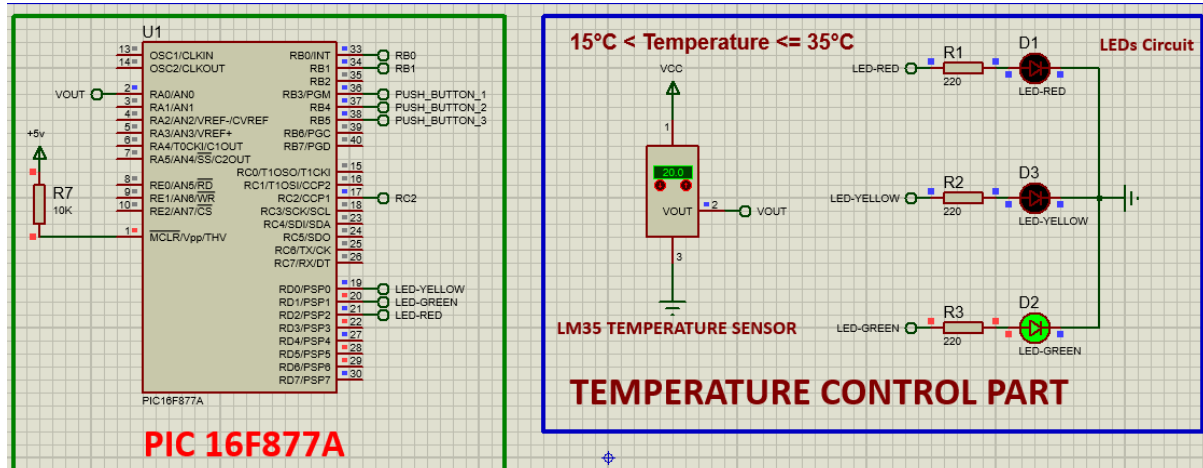 U1
13 OSC1/CLKIN RB0/INT 33 RB0
14 OSC2/CLKOUT RB1 34 RB1
RB2 35
VOUT 2 RA0/AN0 RB3/PGM 36 PUSH_BUTTON_1
3 RA1/AN1 RB4 37 PUSH_BUTTON_2
4 RA2/AN2/VREF-/CVREF RB5 38 PUSH_BUTTON_3
5 RA3/AN3/VREF+ RB6/PGC 39
6 RA4/T0CKI/C1OUT RB7/PGD 40
7 RA5/AN4/SS/C2OUT
RC0/T1OSO/T1CKI 15
8 RE0/AN5/RD RC1/T1OSI/CCP2 16
9 RE1/AN6/WR RC2/CCP1 17 RC2
10 RE2/AN7/CS RC3/SCK/SCL 18
RC4/SDI/SDA 23
1 MCLR/Vpp/THV RC5/SDO 24
RC6/TX/CK 25
RC7/RX/DT 26
RD0/PSP0 19 LED-YELLOW
RD1/PSP1 20 LED-GREEN
RD2/PSP2 21 LED-RED
RD3/PSP3 22
RD4/PSP4 27
RD5/PSP5 28
RD6/PSP6 29
RD7/PSP7 30
PIC16F877A
+5v
R7
10K
PIC 16F877A
15°C < Temperature <= 35°C
LEDs Circuit
VCC
1
20.0
VOUT 2 VOUT
3
LM35 TEMPERATURE SENSOR
R1 D1
LED-RED
220
LED-RED
R2 D3
LED-YELLOW
220
LED-YELLOW
R3 D2
LED-GREEN
220
LED-GREEN
TEMPERATURE CONTROL PART